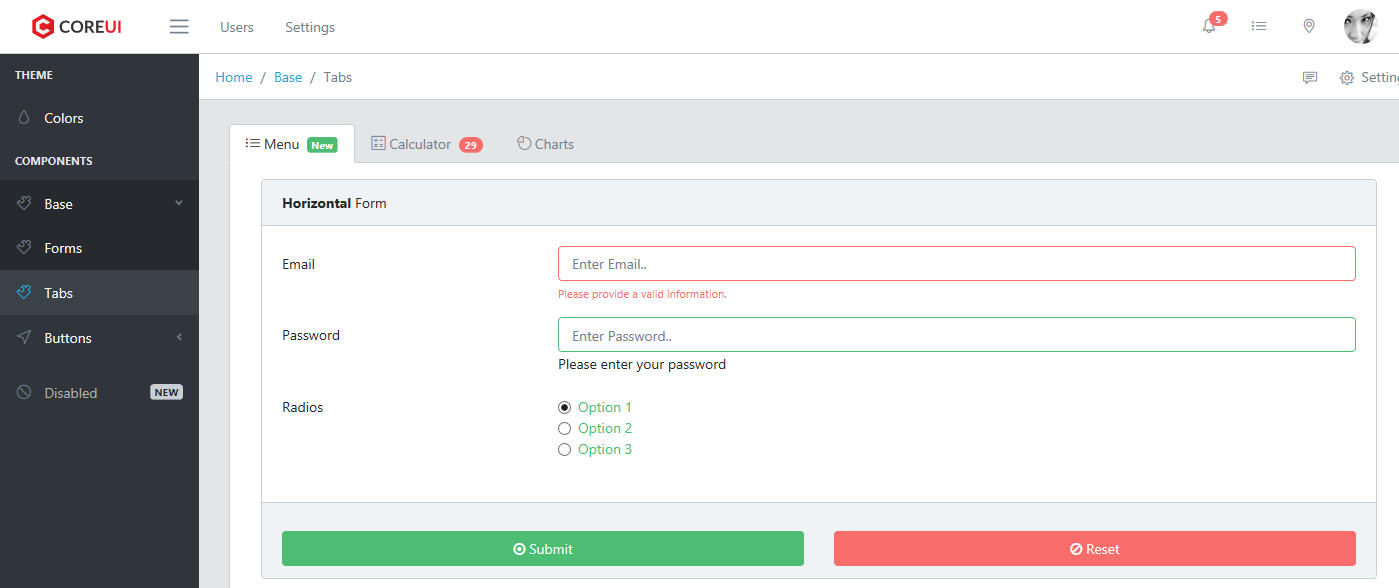 COREUI
Users Settings 5
Home / Base / Tabs Settin
THEME
Colors
COMPONENTS
Base
Forms
Tabs
Buttons
Disabled NEW
Menu New Calculator 29 Charts
Horizontal Form
Email Enter Email..
Please provide a valid information.
Password Enter Password..
Please enter your password
Radios Option 1
Option 2
Option 3
Submit Reset